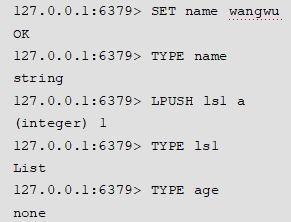 127.0.0.1:6379> SET name wangwu
OK
127.0.0.1:6379> TYPE name
string
127.0.0.1:6379> LPUSH lsl a
(integer) 1
127.0.0.1:6379> TYPE lsl
List
127.0.0.1:6379> TYPE age
none